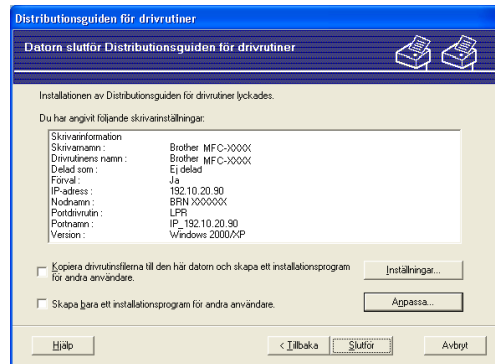 Distributionsguiden för drivrutiner
Datorn slutför Distributionsguiden för drivrutiner
Installationen av Distributionsguiden för drivrutiner lyckades.
Du har angivit följande skrivarinställningar:
Skrivarinformation
Skrivarnamn : Brother MFC-XXXX
Drivrutinens namn : Brother MFC-XXXX
Delad som : Ej delad
Förval : Ja
IP-adress : 192.10.20.90
Nodnamn : BRN XXXXXX
Portdrivrutin : LPR
Portnamn : IP_192.10.20.90
Version : Windows 2000/XP
Kopiera drivrutinsfilerna till den här datorn och skapa ett installationsprogram
för andra användare.
Inställningar...
Skapa bara ett installationsprogram för andra användare.
Anpassa...
Hjälp
< Tillbaka
Slutför
Avbryt